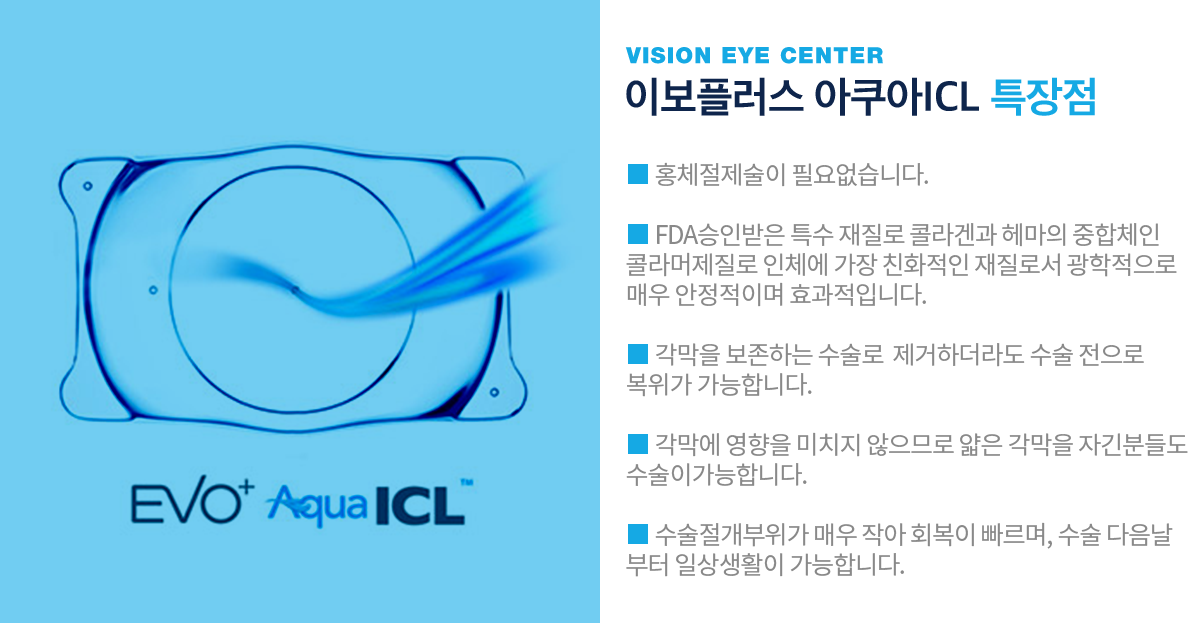 VISION EYE CENTER
이보플러스 아쿠아ICL 특장점
■ 홍체절제술이 필요없습니다.
■ FDA승인받은 특수 재질로 콜라겐과 헤마의 중합체인
콜라머제질로 인체에 가장 친화적인 재질로서 광학적으로
매우 안정적이며 효과적입니다.
■ 각막을 보존하는 수술로 제거하더라도 수술 전으로
복위가 가능합니다.
■ 각막에 영향을 미치지 않으므로 얇은 각막을 자긴분들도
수술이가능합니다.
■ 수술절개부위가 매우 작아 회복이 빠르며, 수술 다음날
부터 일상생활이 가능합니다.
EVO+ Aqua ICL™